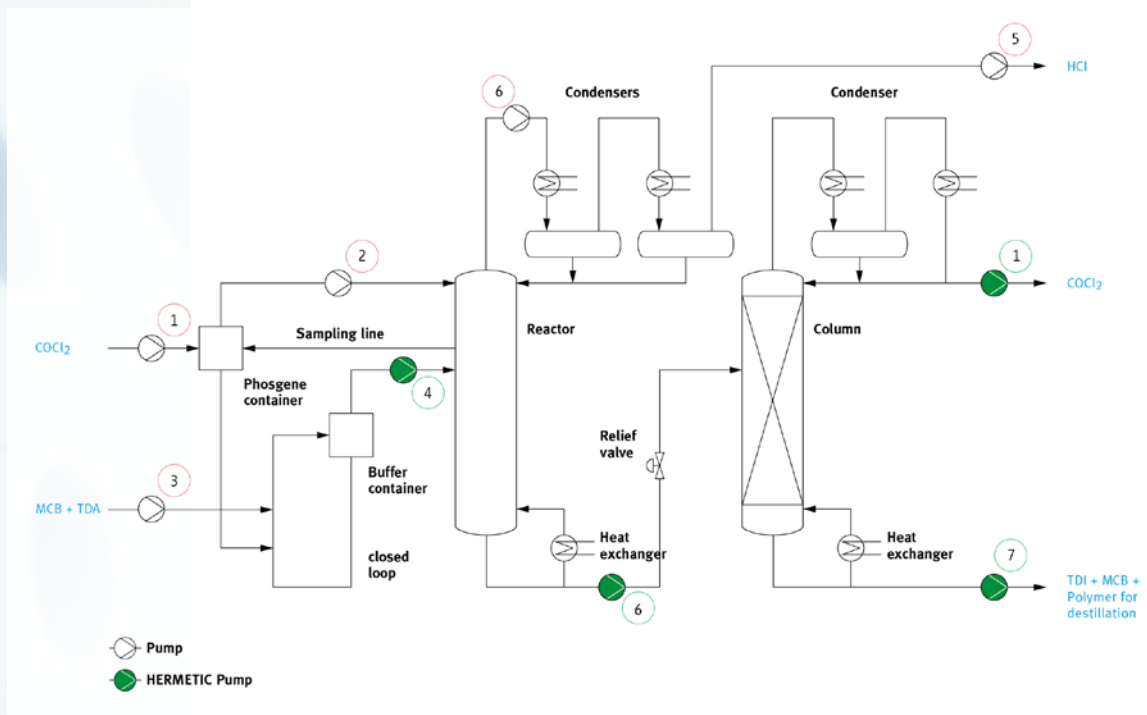 5
HCl
6
Condensers
Condenser
2
1
COCl₂
1
Sampling line
Reactor
Column
COCl₂
Phosgene
container
4
Relief
valve
Buffer
container
3
MCB + TDA
closed
loop
Heat
exchanger
Heat
exchanger
7
6
TDI + MCB +
Polymer for
destillation
Pump
HERMETIC Pump